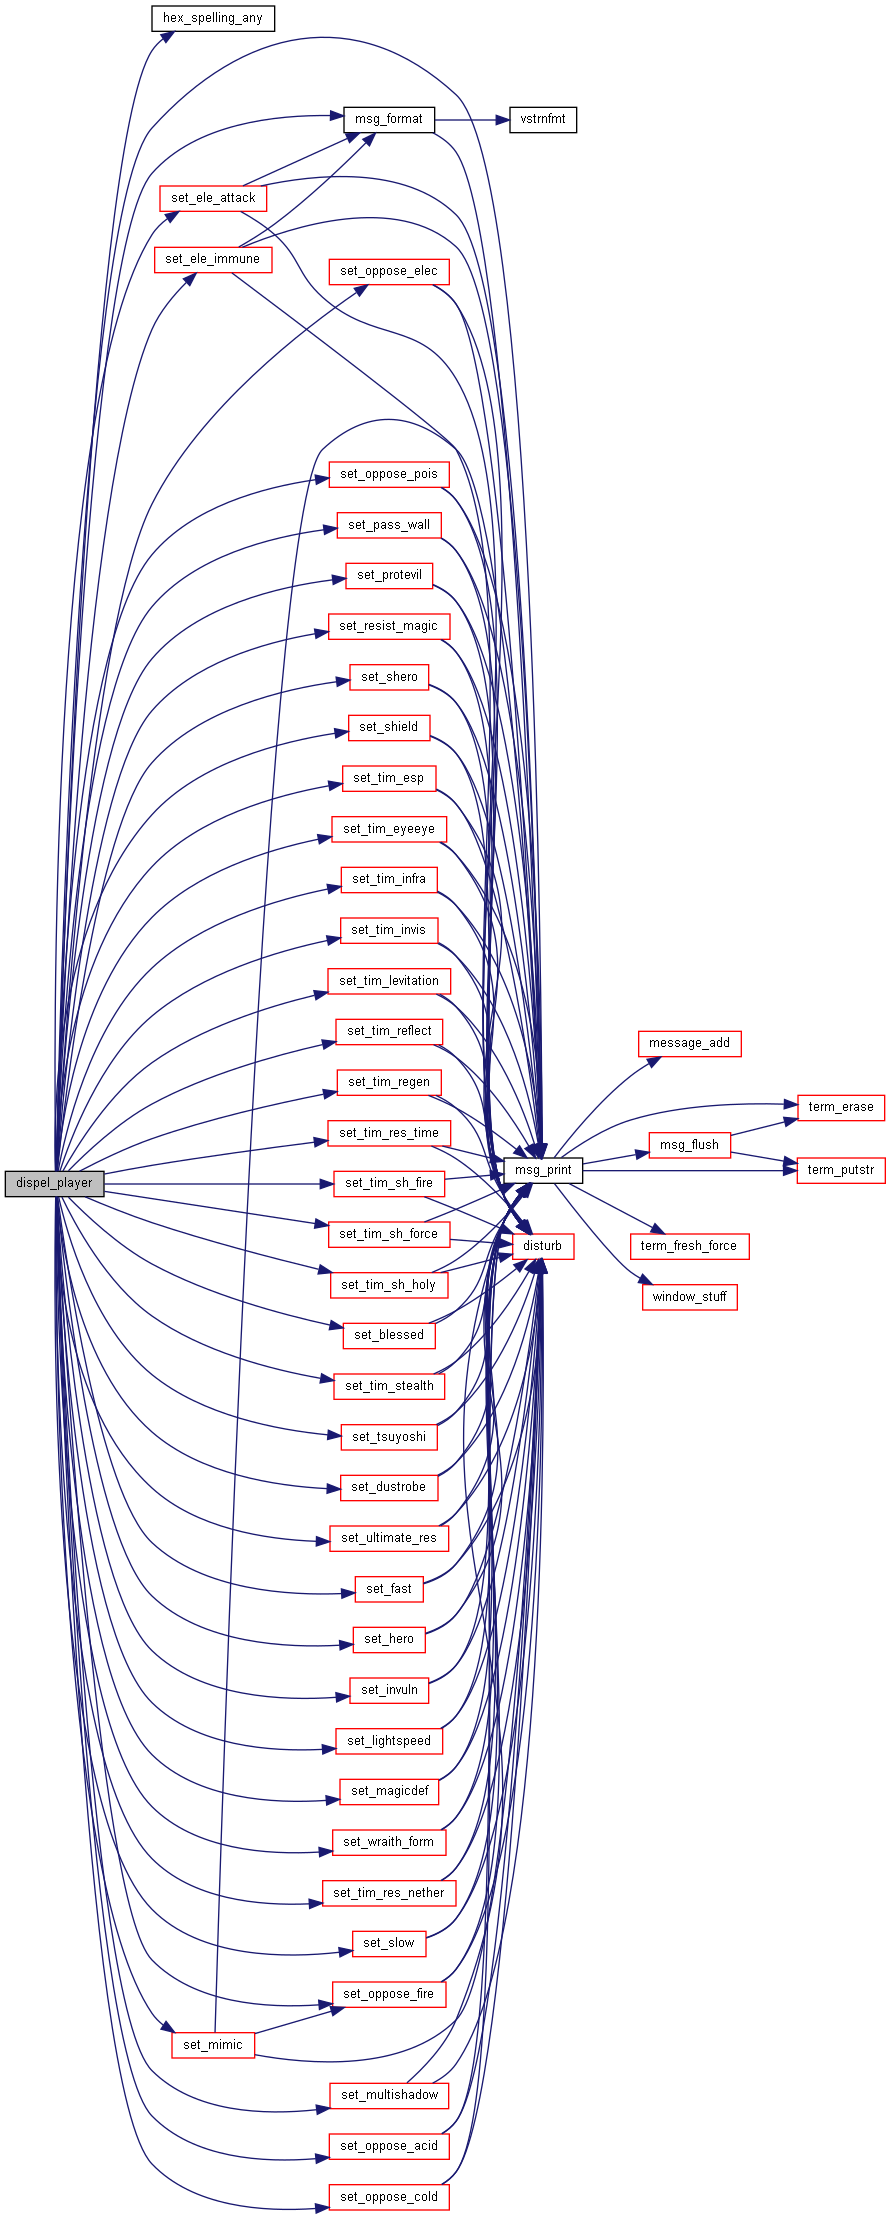 hex_spelling_any
msg_format
vstrnfmt
set_ele_attack
set_ele_immune
set_oppose_elec
set_oppose_pois
set_pass_wall
set_protevil
set_resist_magic
set_shero
set_shield
set_tim_esp
set_tim_eyeeye
set_tim_infra
set_tim_invis
set_tim_levitation
set_tim_reflect
message_add
set_tim_regen
term_erase
set_tim_res_time
msg_flush
dispel_player
set_tim_sh_fire
msg_print
term_putstr
set_tim_sh_force
disturb
term_fresh_force
set_tim_sh_holy
window_stuff
set_blessed
set_tim_stealth
set_tsuyoshi
set_dustrobe
set_ultimate_res
set_fast
set_hero
set_invuln
set_lightspeed
set_magicdef
set_wraith_form
set_tim_res_nether
set_slow
set_oppose_fire
set_mimic
set_multishadow
set_oppose_acid
set_oppose_cold